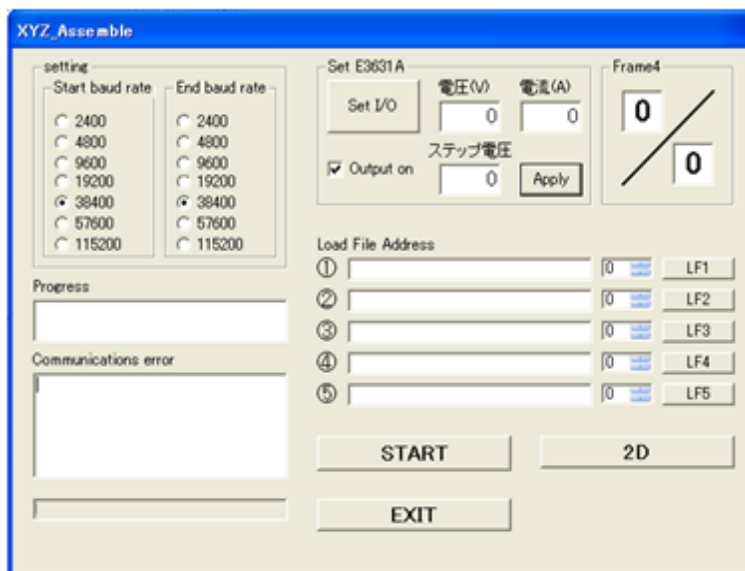 XYZ_Assemble
setting
Start baud rate
2400
4800
9600
19200
38400
57600
115200
End baud rate
2400
4800
9600
19200
38400
57600
115200
Set E3631A
Set I/O
電圧(V)
0
電流(A)
0
Output on
ステップ電圧
0
Apply
Frame4
0
0
Progress
Communications error
Load File Address
① 0 LF1
② 0 LF2
③ 0 LF3
④ 0 LF4
⑤ 0 LF5
START
2D
EXIT